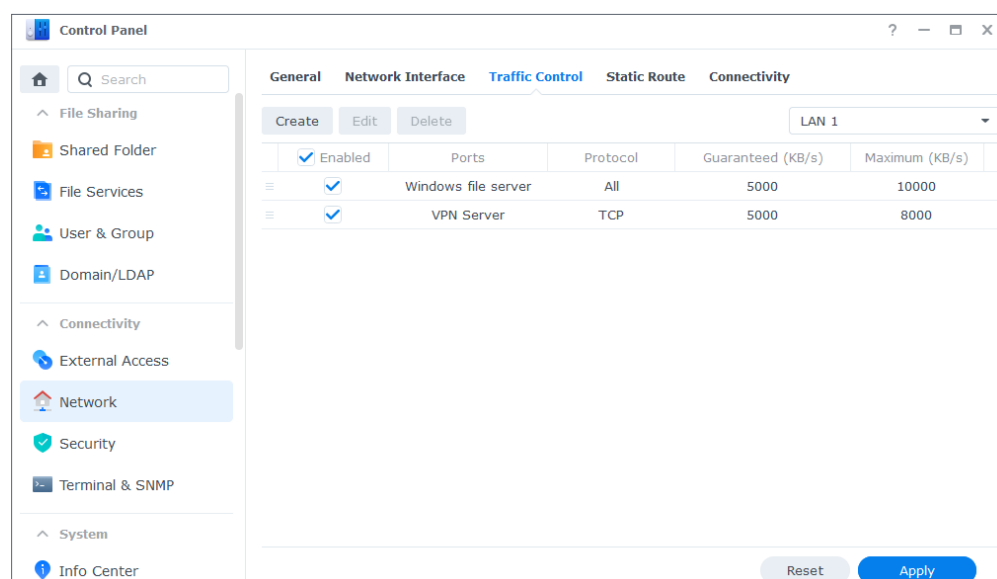 Control Panel
?
Search
File Sharing
Shared Folder
File Services
User & Group
Domain/LDAP
Connectivity
External Access
Network
Security
Terminal & SNMP
System
Info Center
General Network Interface Traffic Control Static Route Connectivity
Create Edit Delete LAN 1
Enabled Ports Protocol Guaranteed (KB/s) Maximum (KB/s)
Windows file server All 5000 10000
VPN Server TCP 5000 8000
Reset Apply